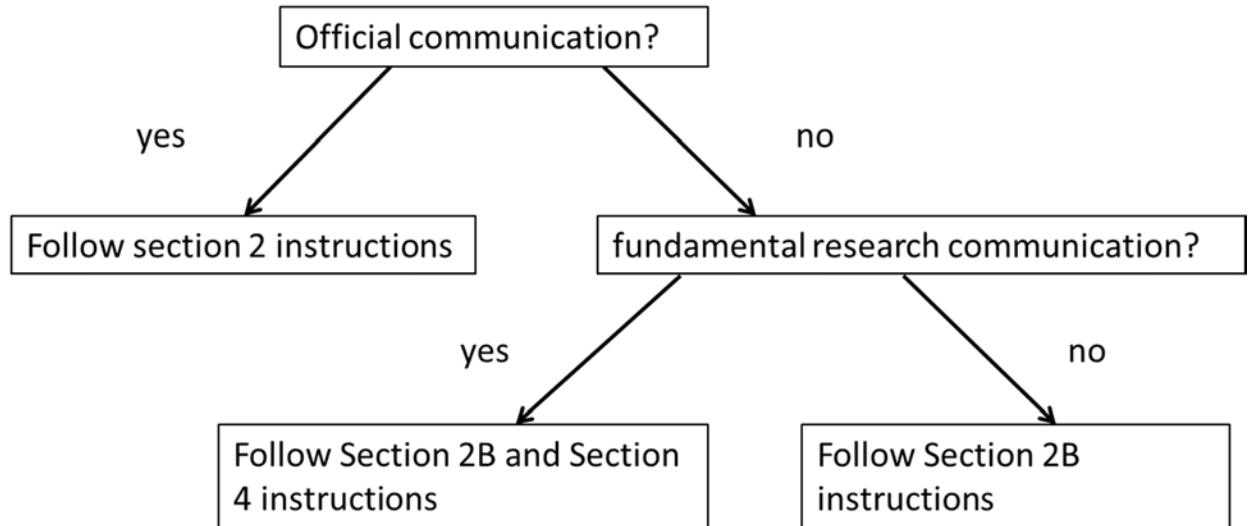 Official communication?
yes
no
Follow section 2 instructions
fundamental research communication?
yes
no
Follow Section 2B and Section
4 instructions
Follow Section 2B
instructions